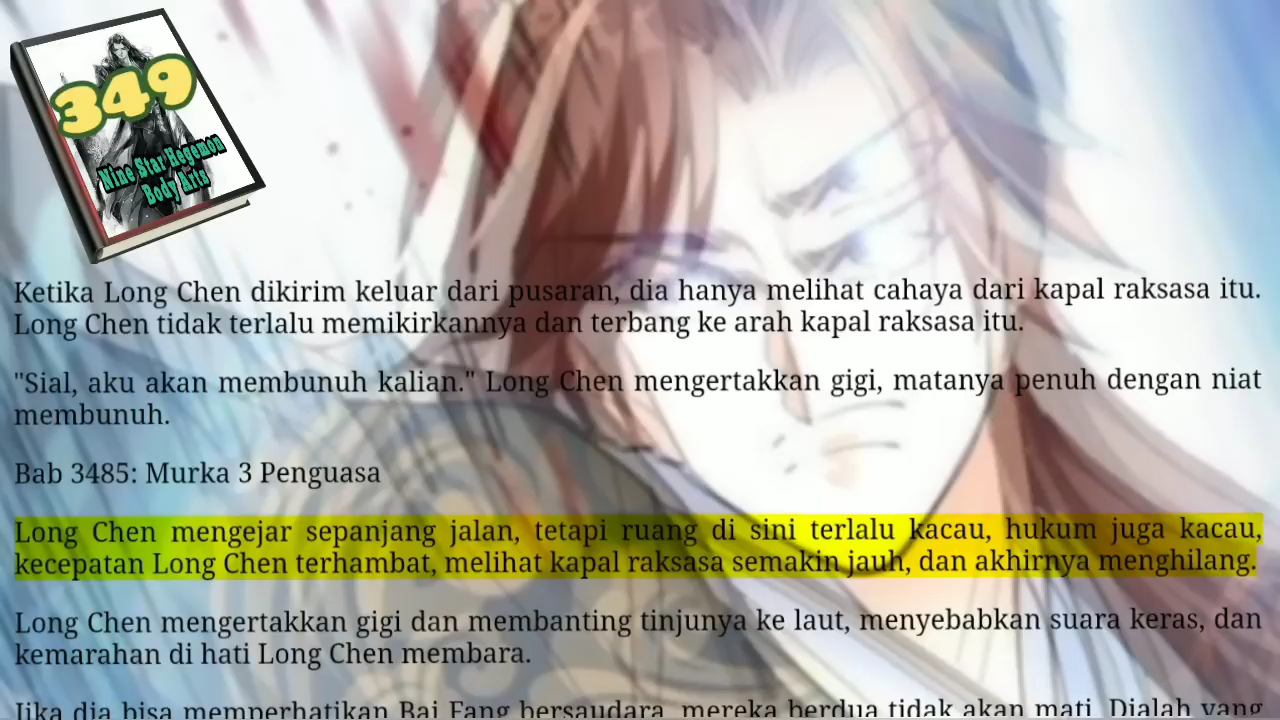 349
Nine Star Hegemon
Body Arts
Ketika Long Chen dikirim keluar dari pusaran, dia hanya melihat cahaya dari kapal raksasa itu.
Long Chen tidak terlalu memikirkannya dan terbang ke arah kapal raksasa itu.
"Sial, aku akan membunuh kalian." Long Chen mengertakkan gigi, matanya penuh dengan niat
membunuh.
Bab 3485: Murka 3 Penguasa
Long Chen mengejar sepanjang jalan, tetapi ruang di sini terlalu kacau, hukum juga kacau,
kecepatan Long Chen terhambat, melihat kapal raksasa semakin jauh, dan akhirnya menghilang.
Long Chen mengertakkan gigi dan membanting tinjunya ke laut, menyebabkan suara keras, dan
kemarahan di hati Long Chen membara.
Jika dia bisa memperhatikan Bai Fang bersaudara, mereka berdua tidak akan mati. Dialah yang